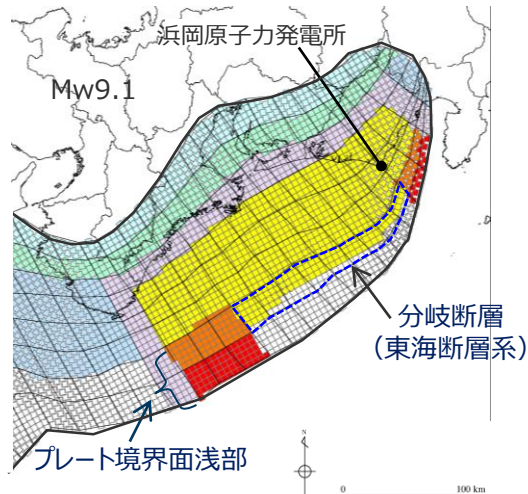 浜岡原子力発電所
Mw9.1
分岐断層
（東海断層系）
プレート境界面浅部
N
0 100 km